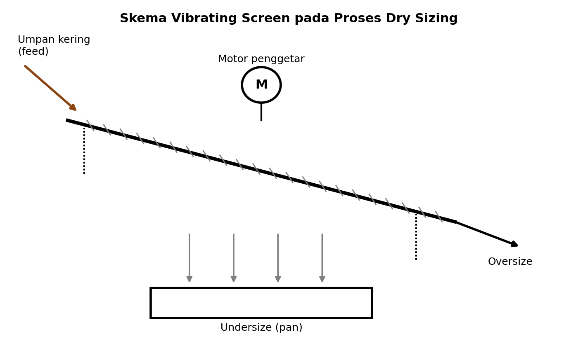 Skema Vibrating Screen pada Proses Dry Sizing
Umpan kering
(feed)
Motor penggetar
M
Oversize
Undersize (pan)